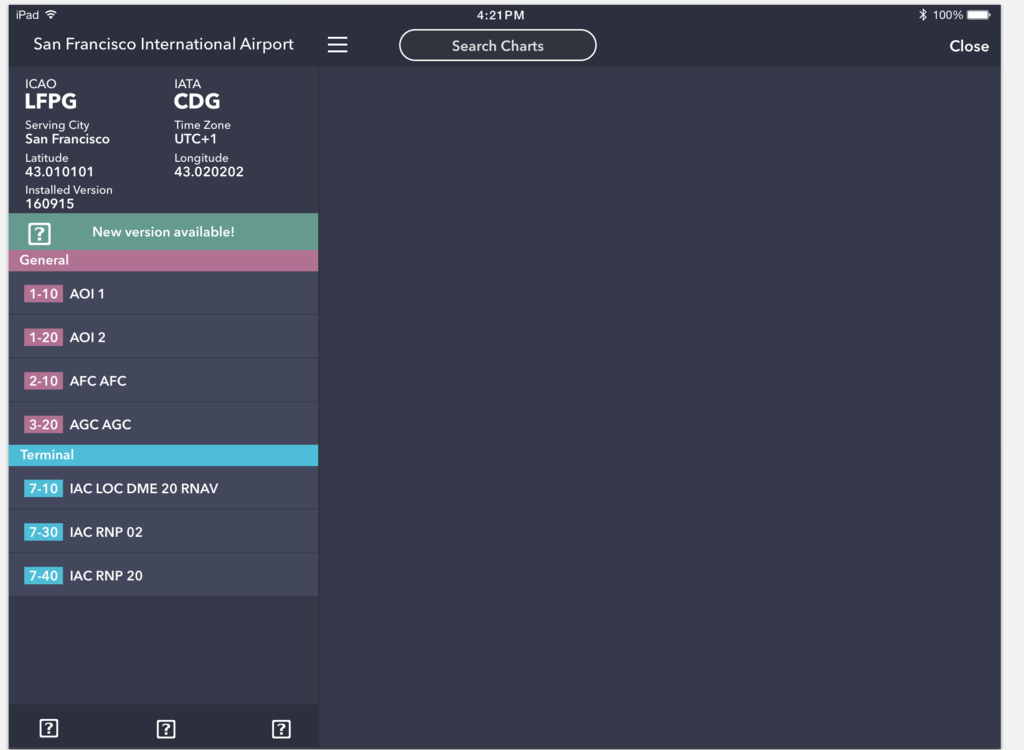 iPad 4:21PM 100%
San Francisco International Airport Search Charts Close
ICAO IATA
LFPG CDG
Serving City Time Zone
San Francisco UTC+1
Latitude Longitude
43.010101 43.020202
Installed Version
160915
? New version available!
General
1-10 AOI 1
1-20 AOI 2
2-10 AFC AFC
3-20 AGC AGC
Terminal
7-10 IAC LOC DME 20 RNAV
7-30 IAC RNP 02
7-40 IAC RNP 20
? ? ?